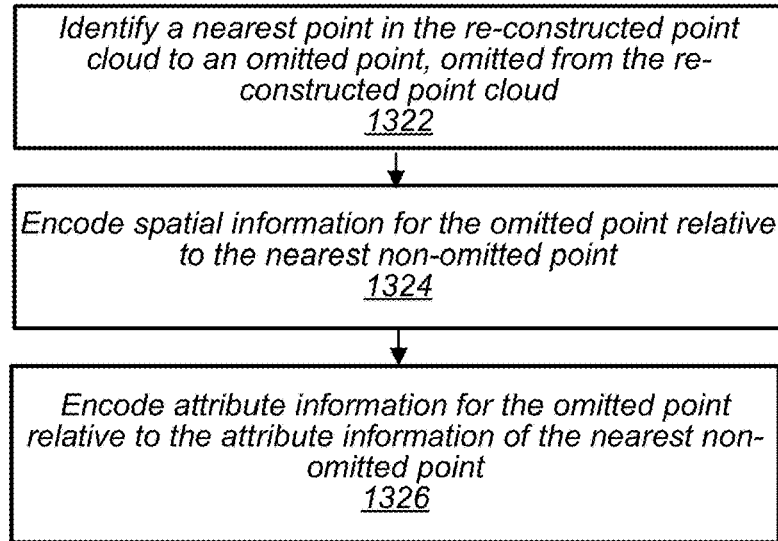 Identify a nearest point in the re-constructed point
cloud to an omitted point, omitted from the re-
constructed point cloud
1322
Encode spatial information for the omitted point relative
to the nearest non-omitted point
1324
Encode attribute information for the omitted point
relative to the attribute information of the nearest non-
omitted point
1326